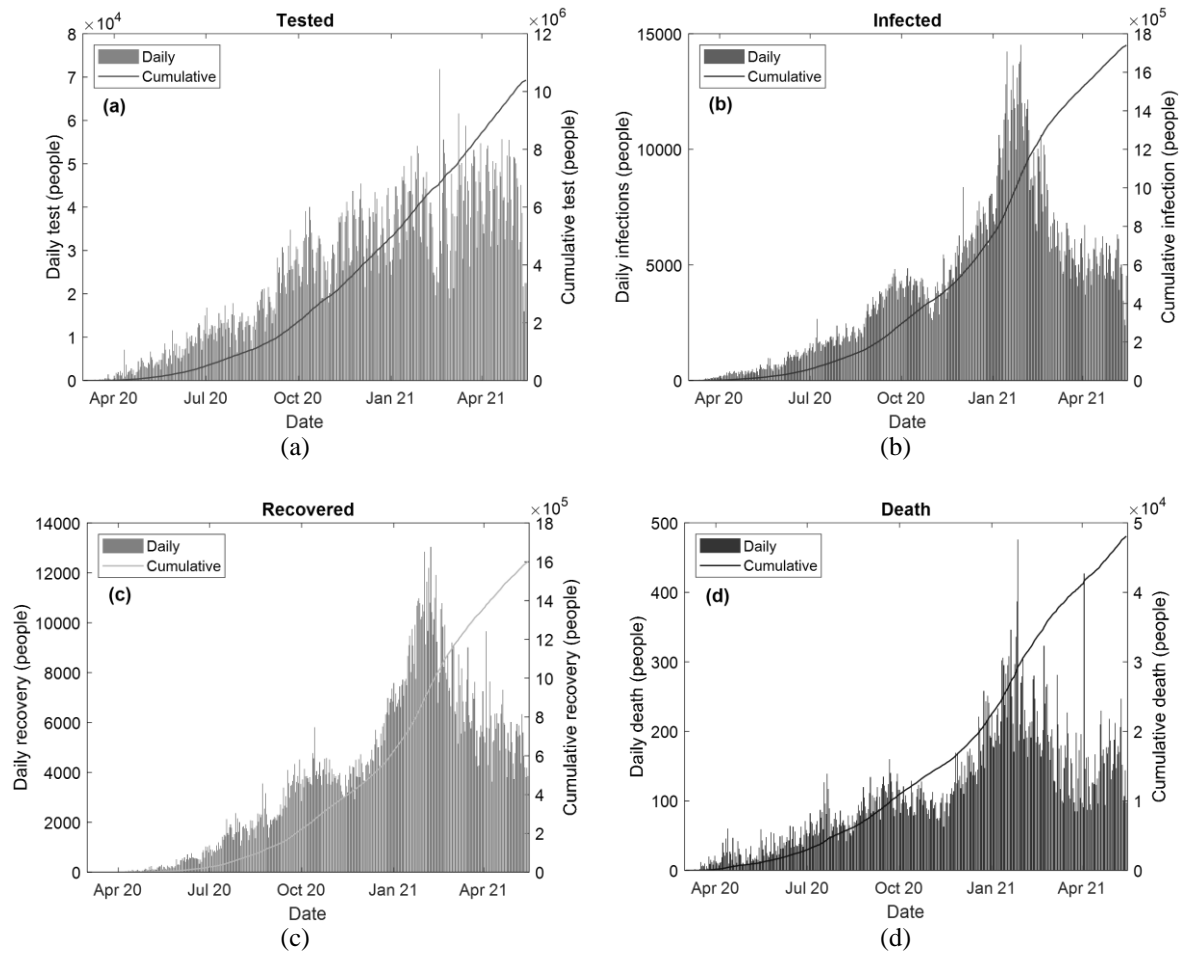 Tested
×10⁴
×10⁶
Daily
Cumulative
(a)
8
7
6
5
4
3
2
1
0
12
10
8
6
4
2
0
Daily test (people)
Cumulative test (people)
Apr 20 Jul 20 Oct 20 Jan 21 Apr 21
Date
(a)
Infected
×10⁵
Daily
Cumulative
(b)
15000
10000
5000
0
18
16
14
12
10
8
6
4
2
0
Daily infections (people)
Cumulative infection (people)
Apr 20 Jul 20 Oct 20 Jan 21 Apr 21
Date
(b)
Recovered
×10⁵
Daily
Cumulative
(c)
14000
12000
10000
8000
6000
4000
2000
0
18
16
14
12
10
8
6
4
2
0
Daily recovery (people)
Cumulative recovery (people)
Apr 20 Jul 20 Oct 20 Jan 21 Apr 21
Date
(c)
Death
×10⁴
Daily
Cumulative
(d)
500
400
300
200
100
0
5
4
3
2
1
0
Daily death (people)
Cumulative death (people)
Apr 20 Jul 20 Oct 20 Jan 21 Apr 21
Date
(d)